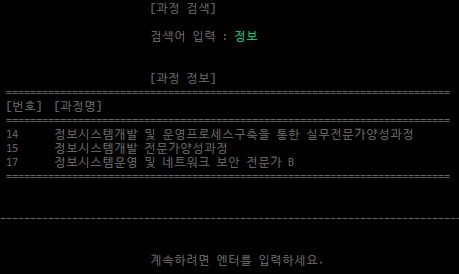 [과정 검색]
검색어 입력 : 정보
[과정 정보]
==========================================================================
[번호] [과정명]
==========================================================================
14 정보시스템개발 및 운영프로세스구축을 통한 실무전문가양성과정
15 정보시스템개발 전문가양성과정
17 정보시스템운영 및 네트워크 보안 전문가 B
==========================================================================
-----------------------------------------------------------------------------
계속하려면 엔터를 입력하세요.